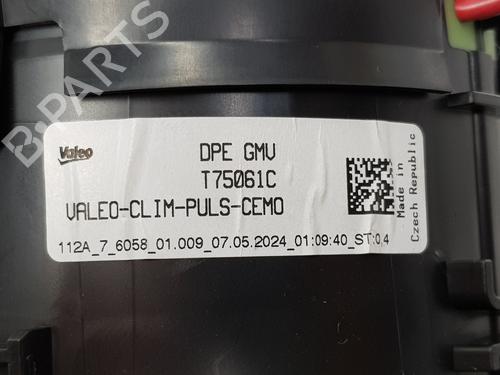 B-PARTS
Valeo
DPE GMV
T75061C
VALEO-CLIM-PULS-CEMO
112A_7_6058_01.009_07.05.2024_01:09:40_ST:0,4
Made in
Czech Republic